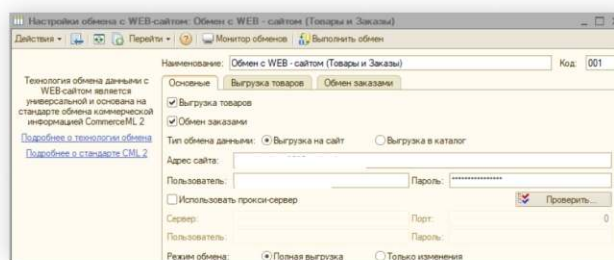 Настройки обмена с WEB-сайтом: Обмен с WEB - сайтом (Товары и Заказы)
Действия Перейти Монитор обменов Выполнить обмен
Наименование: Обмен с WEB - сайтом (Товары и Заказы) Код: 001
Технология обмена данными с
WEB-сайтом является
универсальной и основана на
стандарте обмена коммерческой
информацией CommerceML 2
Подробнее о технологии обмена
Подробнее о стандарте CML 2
Основные Выгрузка товаров Обмен заказами
Выгрузка товаров
Обмен заказами
Тип обмена данными: Выгрузка на сайт Выгрузка в каталог
Адрес сайта:
Пользователь: Пароль: ****************
Использовать прокси-сервер Проверить...
Сервер: Порт: 0
Пользователь: Пароль:
Режим обмена: Полная выгрузка Только изменения